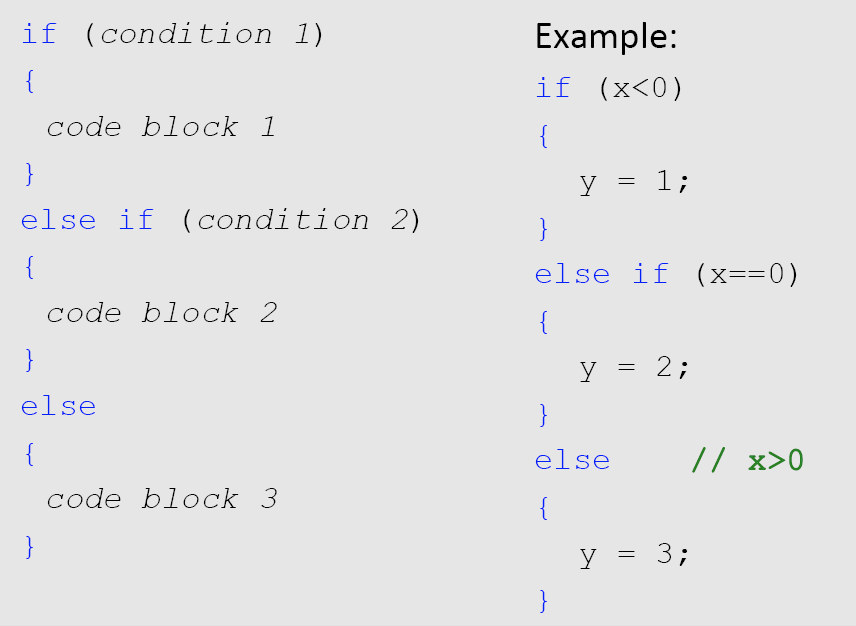 if (condition 1)
{
code block 1
}
else if (condition 2)
{
code block 2
}
else
{
code block 3
}
Example:
if (x<0)
{
y = 1;
}
else if (x==0)
{
y = 2;
}
else // x>0
{
y = 3;
}